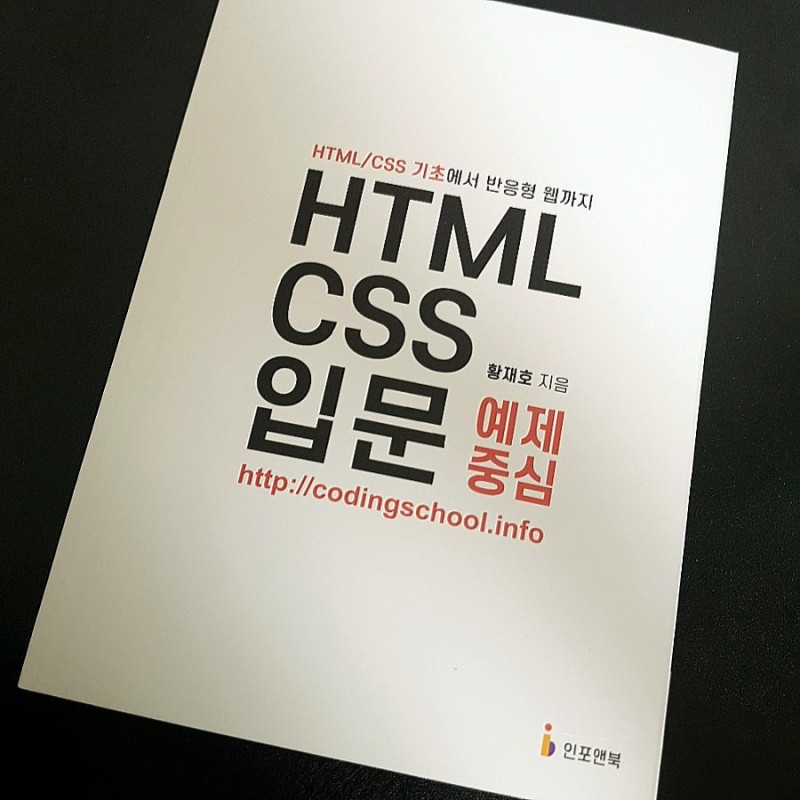 HTML/CSS 기초에서 반응형 웹까지
HTML
CSS
입문
황재호 지음
예제
중심
http://codingschool.info
인포앤북